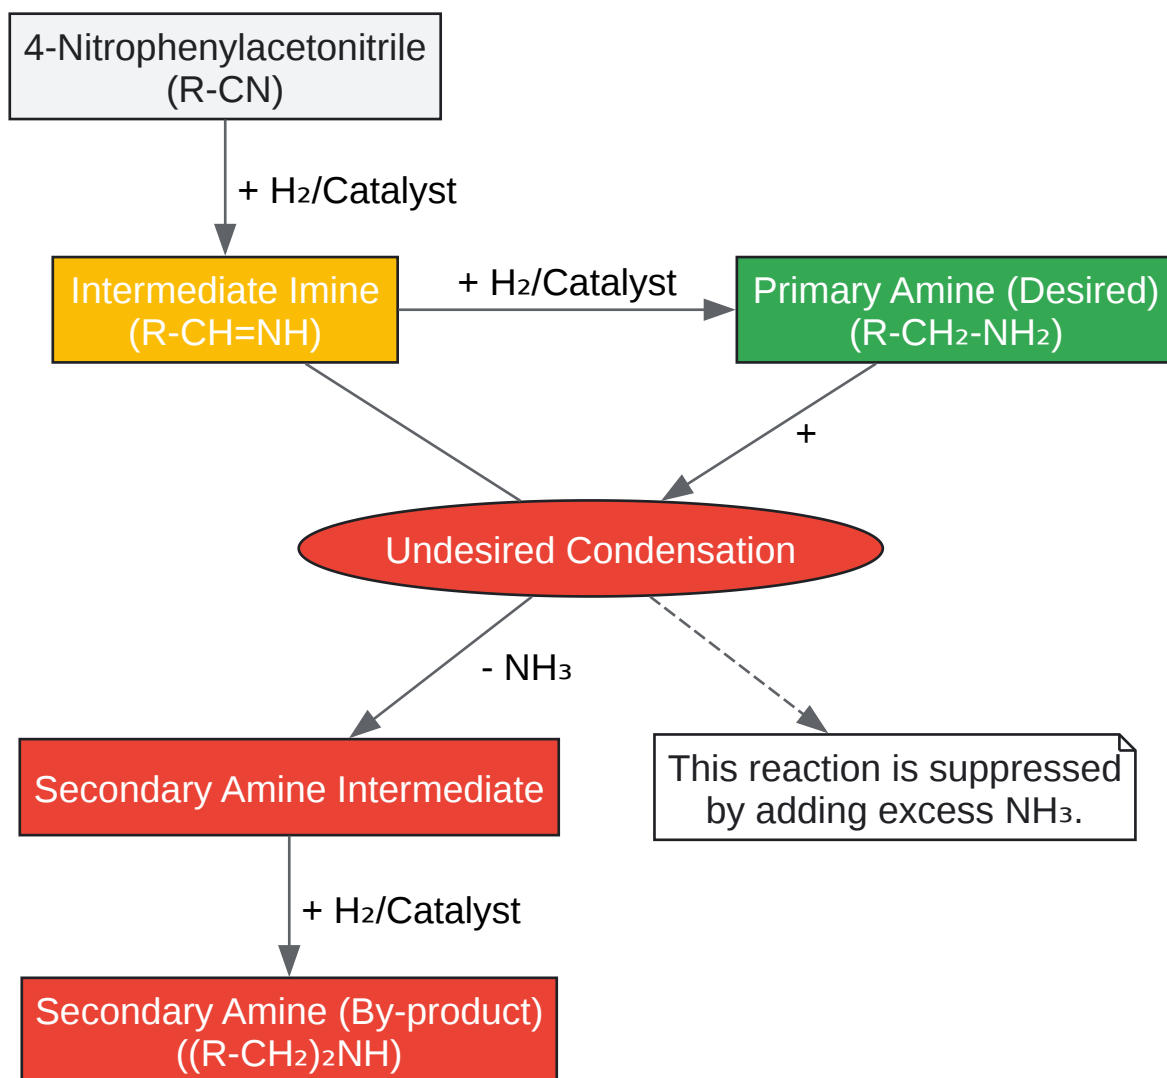 4-Nitrophenylacetonitrile
(R-CN)
+ H₂/Catalyst
Intermediate Imine
(R-CH=NH)
+ H₂/Catalyst
Primary Amine (Desired)
(R-CH₂-NH₂)
+
Undesired Condensation
- NH₃
Secondary Amine Intermediate
This reaction is suppressed
by adding excess NH₃.
+ H₂/Catalyst
Secondary Amine (By-product)
((R-CH₂)₂NH)